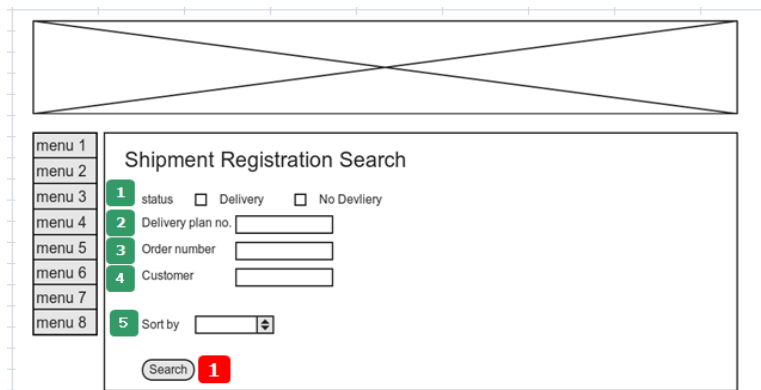 menu 1
menu 2
menu 3
menu 4
menu 5
menu 6
menu 7
menu 8
Shipment Registration Search
1 status Delivery No Devliery
2 Delivery plan no.
3 Order number
4 Customer
5 Sort by
Search 1